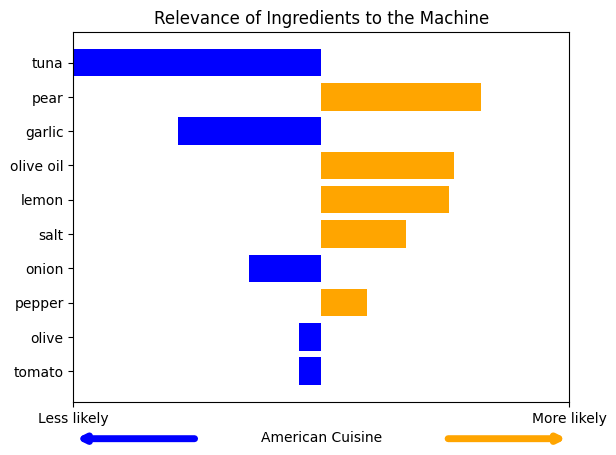 Relevance of Ingredients to the Machine
tuna
pear
garlic
olive oil
lemon
salt
onion
pepper
olive
tomato
Less likely More likely
American Cuisine